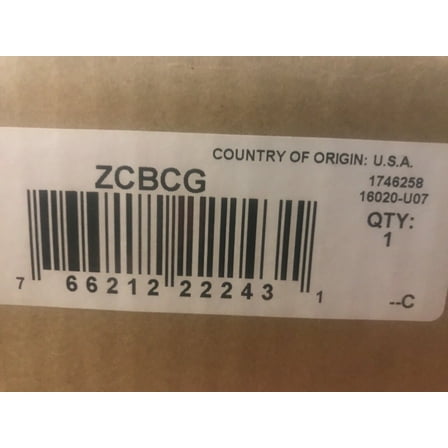 COUNTRY OF ORIGIN: U.S.A.
ZCBCG
1746258
16020-U07
QTY:
1
7 66212 22243 1
--C